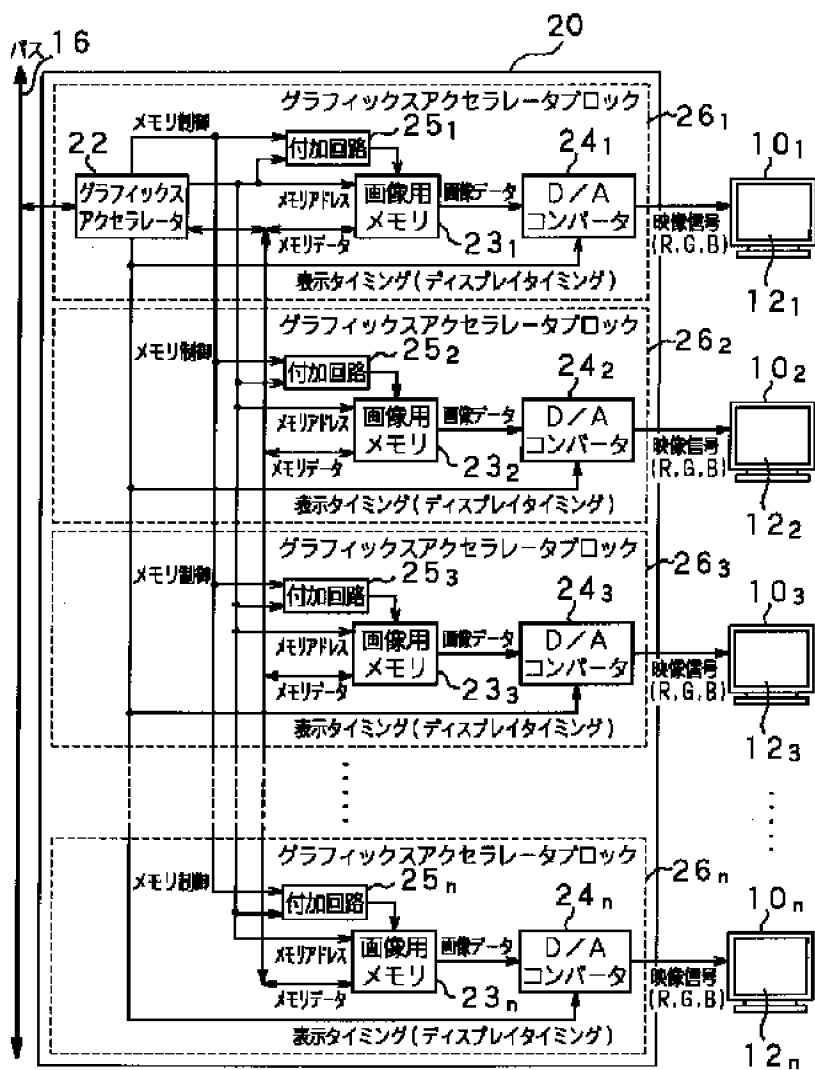 バス 16
20
グラフィックスアクセラレータブロック
26₁
メモリ制御
25₁
付加回路
22
グラフィックス
アクセラレータ
メモリアドレス
画像用
メモリ
画像データ
24₁
D/A
コンバータ
メモリデータ
23₁
映像信号
(R,G,B)
10₁
12₁
表示タイミング(ディスプレイタイミング)
グラフィックスアクセラレータブロック
26₂
メモリ制御
25₂
付加回路
メモリアドレス
画像用
メモリ
画像データ
24₂
D/A
コンバータ
メモリデータ
23₂
映像信号
(R,G,B)
10₂
12₂
表示タイミング(ディスプレイタイミング)
グラフィックスアクセラレータブロック
26₃
メモリ制御
25₃
付加回路
メモリアドレス
画像用
メモリ
画像データ
24₃
D/A
コンバータ
メモリデータ
23₃
映像信号
(R,G,B)
10₃
12₃
表示タイミング(ディスプレイタイミング)
グラフィックスアクセラレータブロック
26ₙ
メモリ制御
25ₙ
付加回路
メモリアドレス
画像用
メモリ
画像データ
24ₙ
D/A
コンバータ
メモリデータ
23ₙ
映像信号
(R,G,B)
10ₙ
12ₙ
表示タイミング(ディスプレイタイミング)